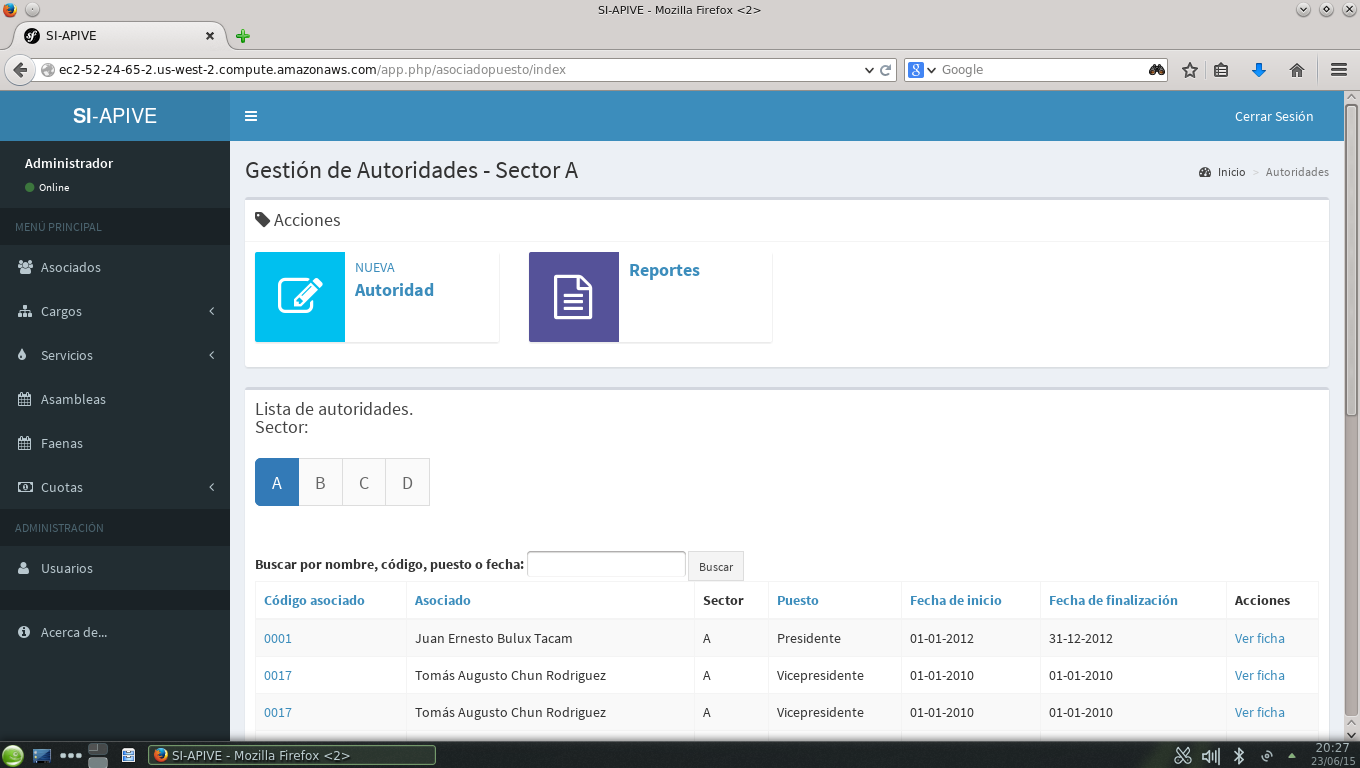 SI-APIVE - Mozilla Firefox <2>
SI-APIVE
ec2-52-24-65-2.us-west-2.compute.amazonaws.com/app.php/asociadopuesto/index
Google
SI-APIVE
Cerrar Sesión
Administrador
Online
MENÚ PRINCIPAL
Asociados
Cargos
Servicios
Asambleas
Faenas
Cuotas
ADMINISTRACIÓN
Usuarios
Acerca de...
Gestión de Autoridades - Sector A
Inicio > Autoridades
Acciones
NUEVA
Autoridad
Reportes
Lista de autoridades.
Sector:
A B C D
Buscar por nombre, código, puesto o fecha: Buscar
Código asociado Asociado Sector Puesto Fecha de inicio Fecha de finalización Acciones
0001 Juan Ernesto Bulux Tacam A Presidente 01-01-2012 31-12-2012 Ver ficha
0017 Tomás Augusto Chun Rodriguez A Vicepresidente 01-01-2010 01-01-2010 Ver ficha
0017 Tomás Augusto Chun Rodriguez A Vicepresidente 01-01-2010 01-01-2010 Ver ficha
SI-APIVE - Mozilla Firefox <2>
20:27
23/06/15